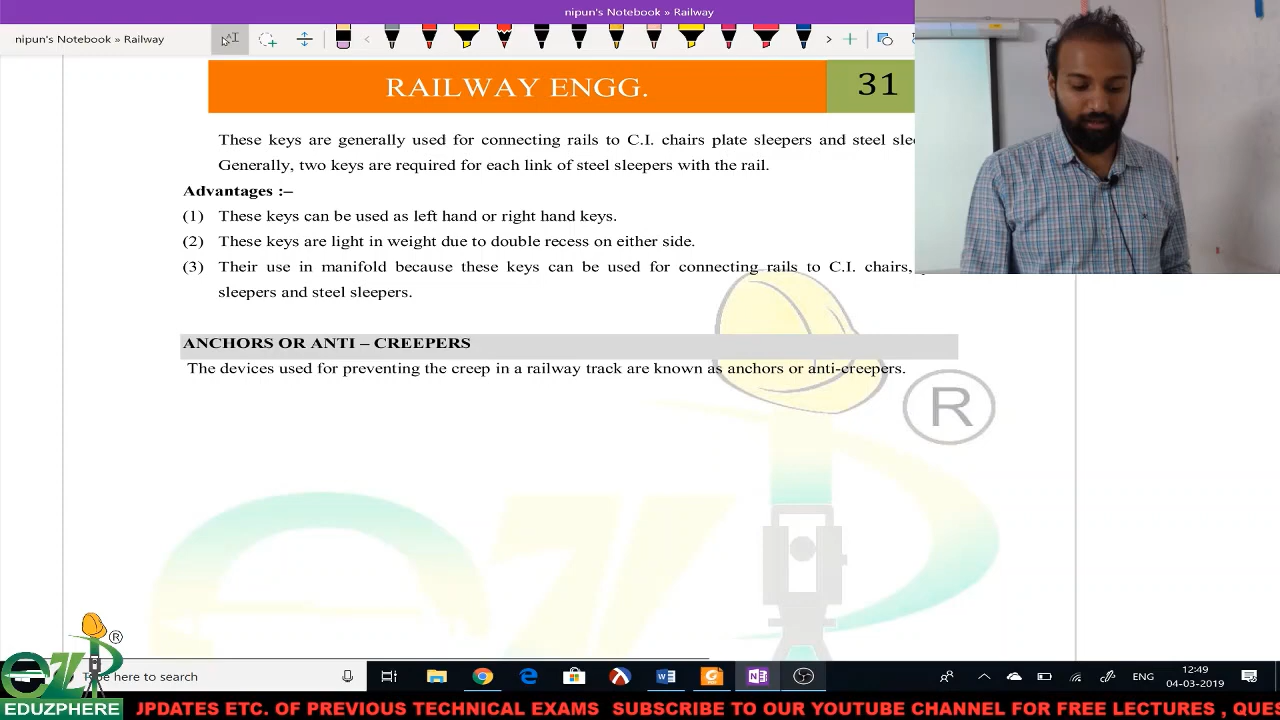 nipun's Notebook » Railway
nipun's Notebook » Railway
RAILWAY ENGG.
31
These keys are generally used for connecting rails to C.I. chairs plate sleepers and steel
Generally, two keys are required for each link of steel sleepers with the rail.
Advantages :–
(1) These keys can be used as left hand or right hand keys.
(2) These keys are light in weight due to double recess on either side.
(3) Their use in manifold because these keys can be used for connecting rails to C.I. chairs,
sleepers and steel sleepers.
ANCHORS OR ANTI – CREEPERS
The devices used for preventing the creep in a railway track are known as anchors or anti-creepers.
R
R
ezp
EDUZPHERE
here to search
ENG
12:49
04-03-2019
UPDATES ETC. OF PREVIOUS TECHNICAL EXAMS SUBSCRIBE TO OUR YOUTUBE CHANNEL FOR FREE LECTURES ,